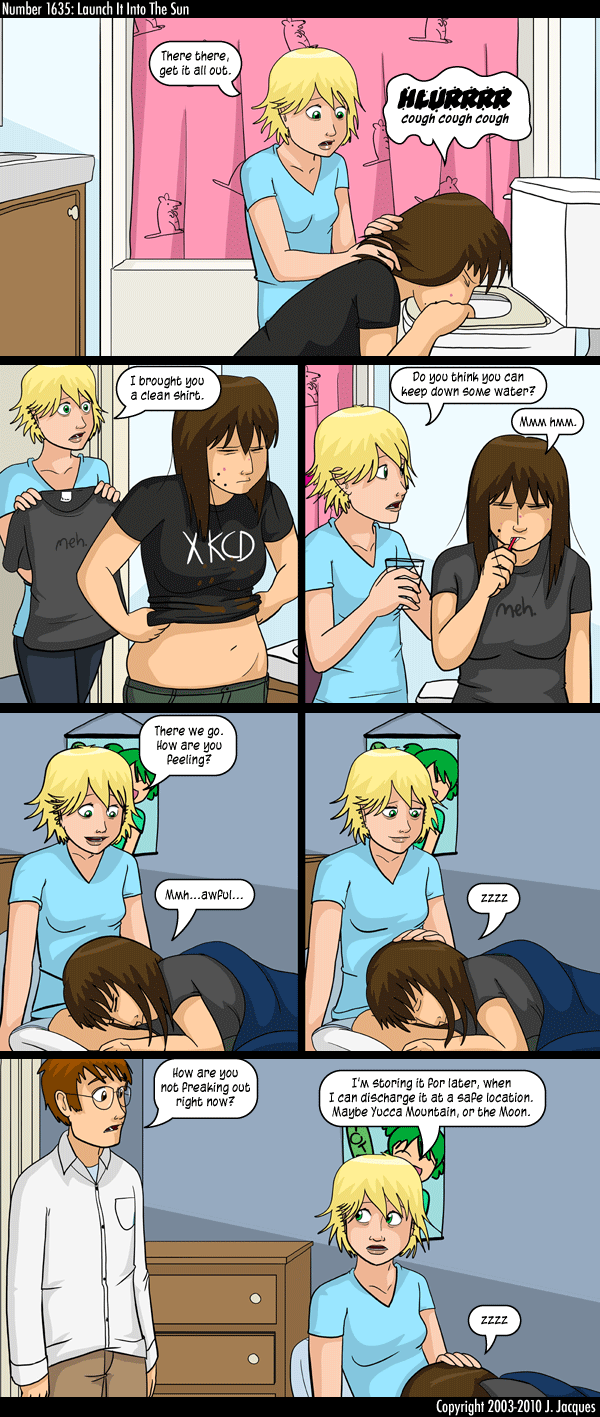 Number 1635: Launch It Into The Sun
There there,
get it all out.
HLURRRR
cough cough cough
I brought you
a clean shirt.
meh.
XKCD
Do you think you can
keep down some water?
Mmm hmm.
meh.
There we go.
How are you
feeling?
Mmh...awful...
zzzz
How are you
not freaking out
right now?
I'm storing it for later, when
I can discharge it at a safe location.
Maybe Yucca Mountain, or the Moon.
zzzz
Copyright 2003-2010 J. Jacques